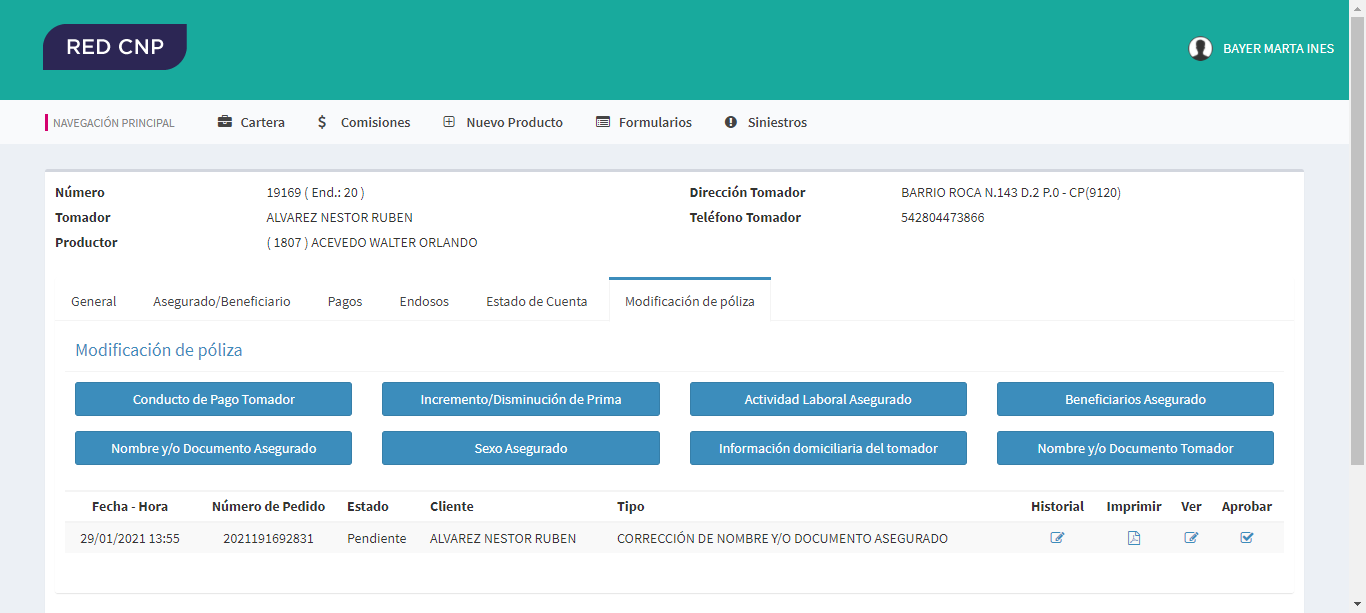 RED CNP
BAYER MARTA INES
NAVEGACIÓN PRINCIPAL Cartera $ Comisiones Nuevo Producto Formularios Siniestros
Número 19169 ( End.: 20 ) Dirección Tomador BARRIO ROCA N.143 D.2 P.0 - CP(9120)
Tomador ALVAREZ NESTOR RUBEN Teléfono Tomador 542804473866
Productor ( 1807 ) ACEVEDO WALTER ORLANDO
General Asegurado/Beneficiario Pagos Endosos Estado de Cuenta Modificación de póliza
Modificación de póliza
Conducto de Pago Tomador Incremento/Disminución de Prima Actividad Laboral Asegurado Beneficiarios Asegurado
Nombre y/o Documento Asegurado Sexo Asegurado Información domiciliaria del tomador Nombre y/o Documento Tomador
Fecha - Hora Número de Pedido Estado Cliente Tipo Historial Imprimir Ver Aprobar
29/01/2021 13:55 2021191692831 Pendiente ALVAREZ NESTOR RUBEN CORRECCIÓN DE NOMBRE Y/O DOCUMENTO ASEGURADO